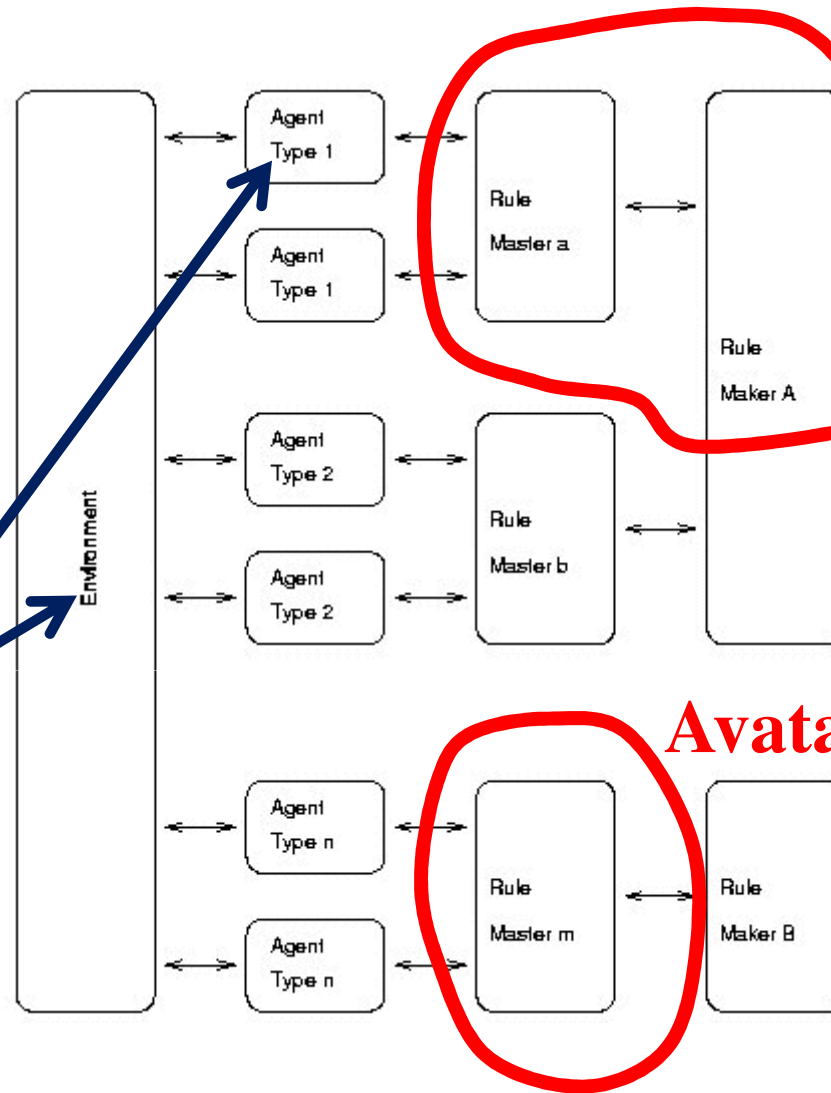 Environment
Agent
Type 1
Agent
Type 1
Rule
Master a
Rule
Maker A
Agent
Type 2
Agent
Type 2
Rule
Master b
Avata
Agent
Type n
Agent
Type n
Rule
Master m
Rule
Maker B